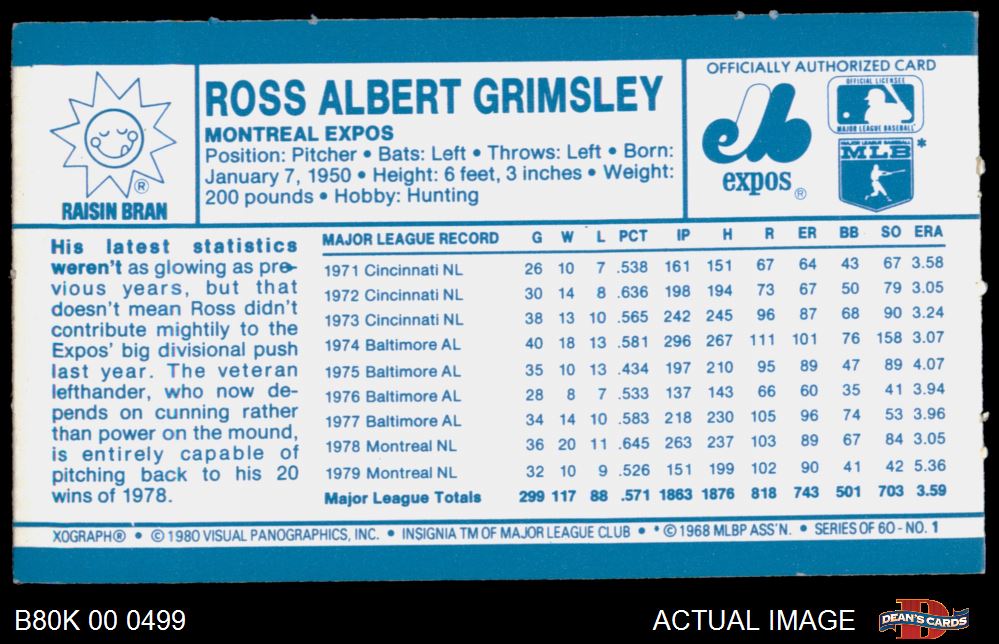 RAISIN BRAN
®
ROSS ALBERT GRIMSLEY
MONTREAL EXPOS
Position: Pitcher • Bats: Left • Throws: Left • Born:
January 7, 1950 • Height: 6 feet, 3 inches • Weight:
200 pounds • Hobby: Hunting
OFFICIALLY AUTHORIZED CARD
expos ®
OFFICIAL LICENSEE
MAJOR LEAGUE BASEBALL
MAJOR LEAGUE BASEBALL
MLB *
His latest statistics
weren't as glowing as pre-
vious years, but that
doesn't mean Ross didn't
contribute mightily to the
Expos' big divisional push
last year. The veteran
lefthander, who now de-
pends on cunning rather
than power on the mound,
is entirely capable of
pitching back to his 20
wins of 1978.
MAJOR LEAGUE RECORD G W L PCT IP H R ER BB SO ERA
1971 Cincinnati NL 26 10 7 .538 161 151 67 64 43 67 3.58
1972 Cincinnati NL 30 14 8 .636 198 194 73 67 50 79 3.05
1973 Cincinnati NL 38 13 10 .565 242 245 96 87 68 90 3.24
1974 Baltimore AL 40 18 13 .581 296 267 111 101 76 158 3.07
1975 Baltimore AL 35 10 13 .434 197 210 95 89 47 89 4.07
1976 Baltimore AL 28 8 7 .533 137 143 66 60 35 41 3.94
1977 Baltimore AL 34 14 10 .583 218 230 105 96 74 53 3.96
1978 Montreal NL 36 20 11 .645 263 237 103 89 67 84 3.05
1979 Montreal NL 32 10 9 .526 151 199 102 90 41 42 5.36
Major League Totals 299 117 88 .571 1863 1876 818 743 501 703 3.59
XOGRAPH® • © 1980 VISUAL PANOGRAPHICS, INC. • INSIGNIA TM OF MAJOR LEAGUE CLUB • * © 1968 MLBP ASS'N. • SERIES OF 60 - NO. 1
B80K 00 0499
ACTUAL IMAGE
DEAN'S CARDS